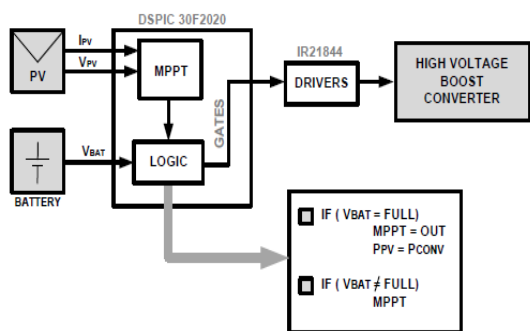 DSPIC 30F2020
IPV
VPV
PV
MPPT
IR21844
DRIVERS
HIGH VOLTAGE
BOOST
CONVERTER
GATES
VBAT
LOGIC
BATTERY
IF ( VBAT = FULL)
MPPT = OUT
PPV = PCONV
IF ( VBAT ≠ FULL)
MPPT